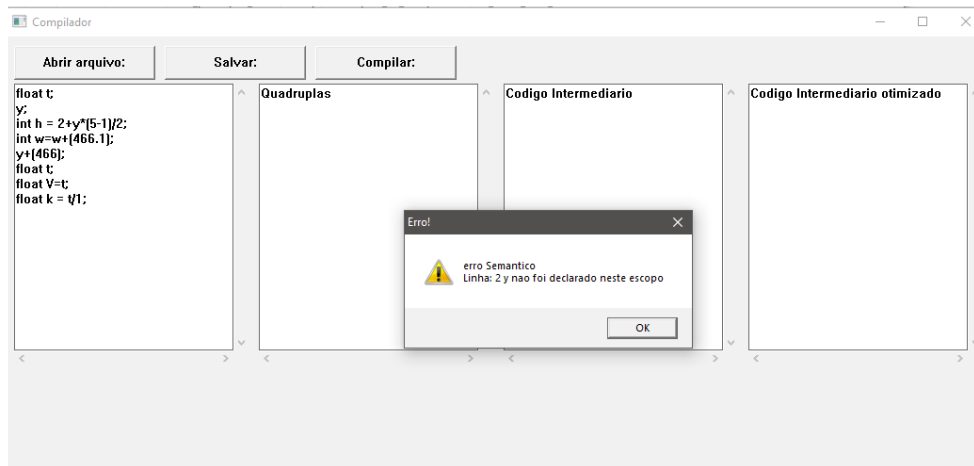 Compilador
Abrir arquivo: Salvar: Compilar:
float t;
y;
int h = 2+y*(5-1)/2;
int w=w+(466.1);
y+(466);
float t;
float V=t;
float k = t/1;
Quadruplas
Codigo Intermediario
Codigo Intermediario otimizado
Erro!
erro Semantico
Linha: 2 y nao foi declarado neste escopo
OK